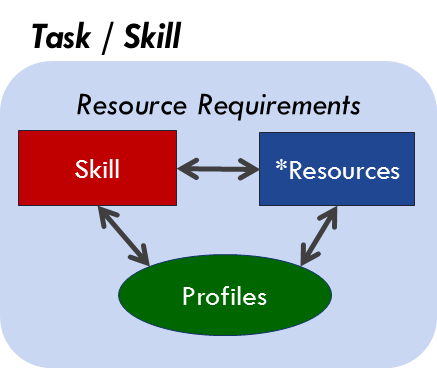 Task / Skill
Resource Requirements
Skill
*Resources
Profiles